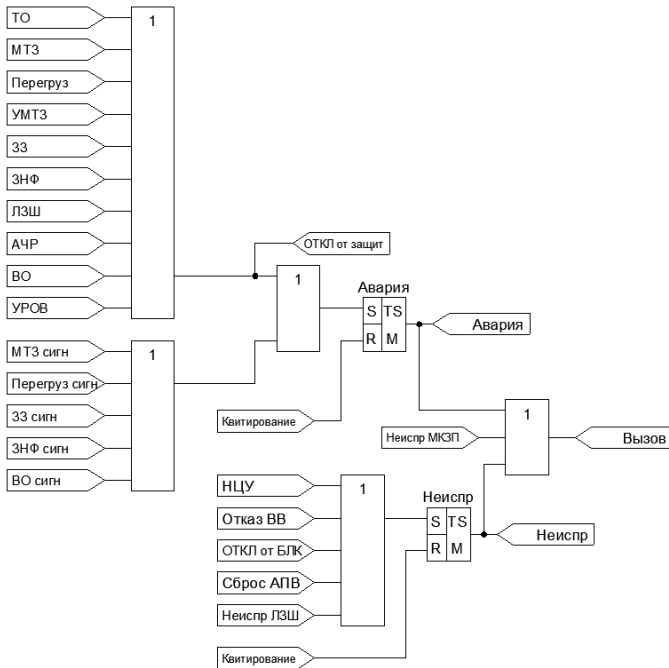 ТО
1
МТЗ
Перегруз
УМТЗ
ЗЗ
ЗНФ
ЛЗШ
АЧР
ОТКЛ от защит
ВО
1
Авария
УРОВ
S TS
Авария
R M
МТЗ сигн
1
Перегруз сигн
ЗЗ сигн
Квитирование
1
Неиспр МКЗП
Вызов
ЗНФ сигн
ВО сигн
НЦУ
1
Неиспр
Отказ ВВ
S TS
Неиспр
ОТКЛ от БЛК
R M
Сброс АПВ
Неиспр ЛЗШ
Квитирование